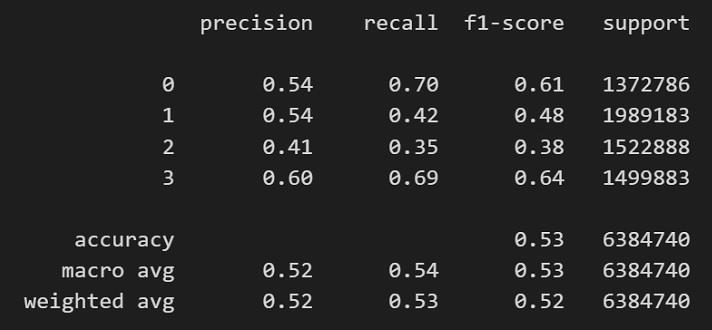 precision recall f1-score support
0 0.54 0.70 0.61 1372786
1 0.54 0.42 0.48 1989183
2 0.41 0.35 0.38 1522888
3 0.60 0.69 0.64 1499883
accuracy 0.53 6384740
macro avg 0.52 0.54 0.53 6384740
weighted avg 0.52 0.53 0.52 6384740